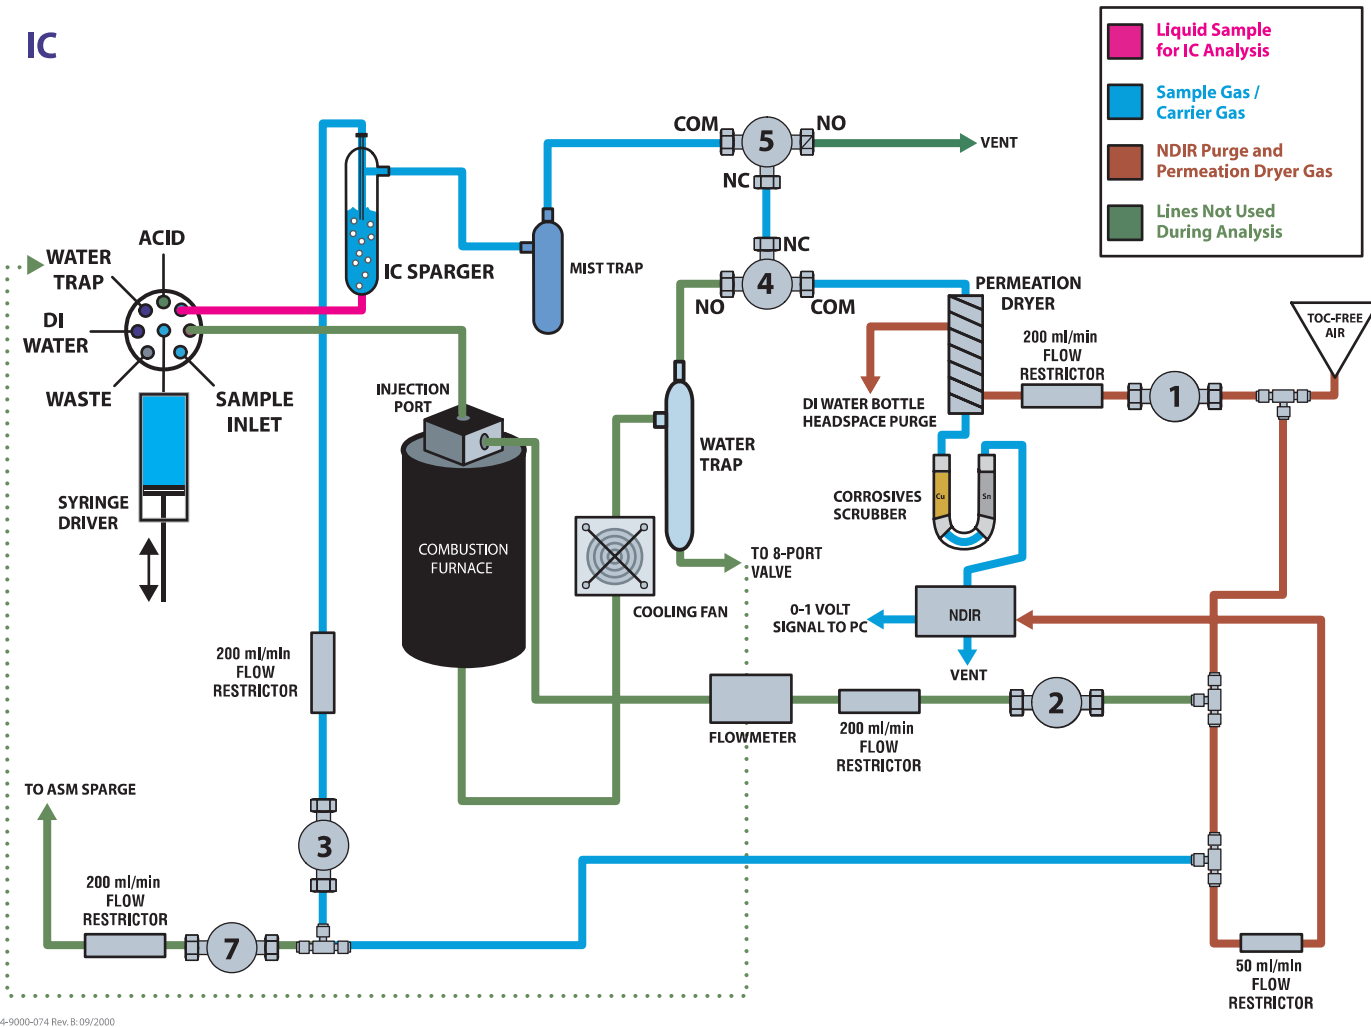 IC
Liquid Sample
for IC Analysis
Sample Gas /
Carrier Gas
NDIR Purge and
Permeation Dryer Gas
Lines Not Used
During Analysis
COM
5
NO
VENT
NC
NC
4
NO
COM
ACID
WATER
TRAP
DI
WATER
WASTE
SAMPLE
INLET
SYRINGE
DRIVER
IC SPARGER
MIST TRAP
PERMEATION
DRYER
TOC-FREE
AIR
200 ml/min
FLOW
RESTRICTOR
1
DI WATER BOTTLE
HEADSPACE PURGE
INJECTION
PORT
WATER
TRAP
CORROSIVES
SCRUBBER
Cu
Sn
COMBUSTION
FURNACE
COOLING FAN
TO 8-PORT
VALVE
0-1 VOLT
SIGNAL TO PC
NDIR
VENT
200 ml/mln
FLOW
RESTRICTOR
FLOWMETER
200 ml/min
FLOW
RESTRICTOR
2
TO ASM SPARGE
3
200 ml/min
FLOW
RESTRICTOR
7
50 ml/mln
FLOW
RESTRICTOR
4-9000-074 Rev. B: 09/2000